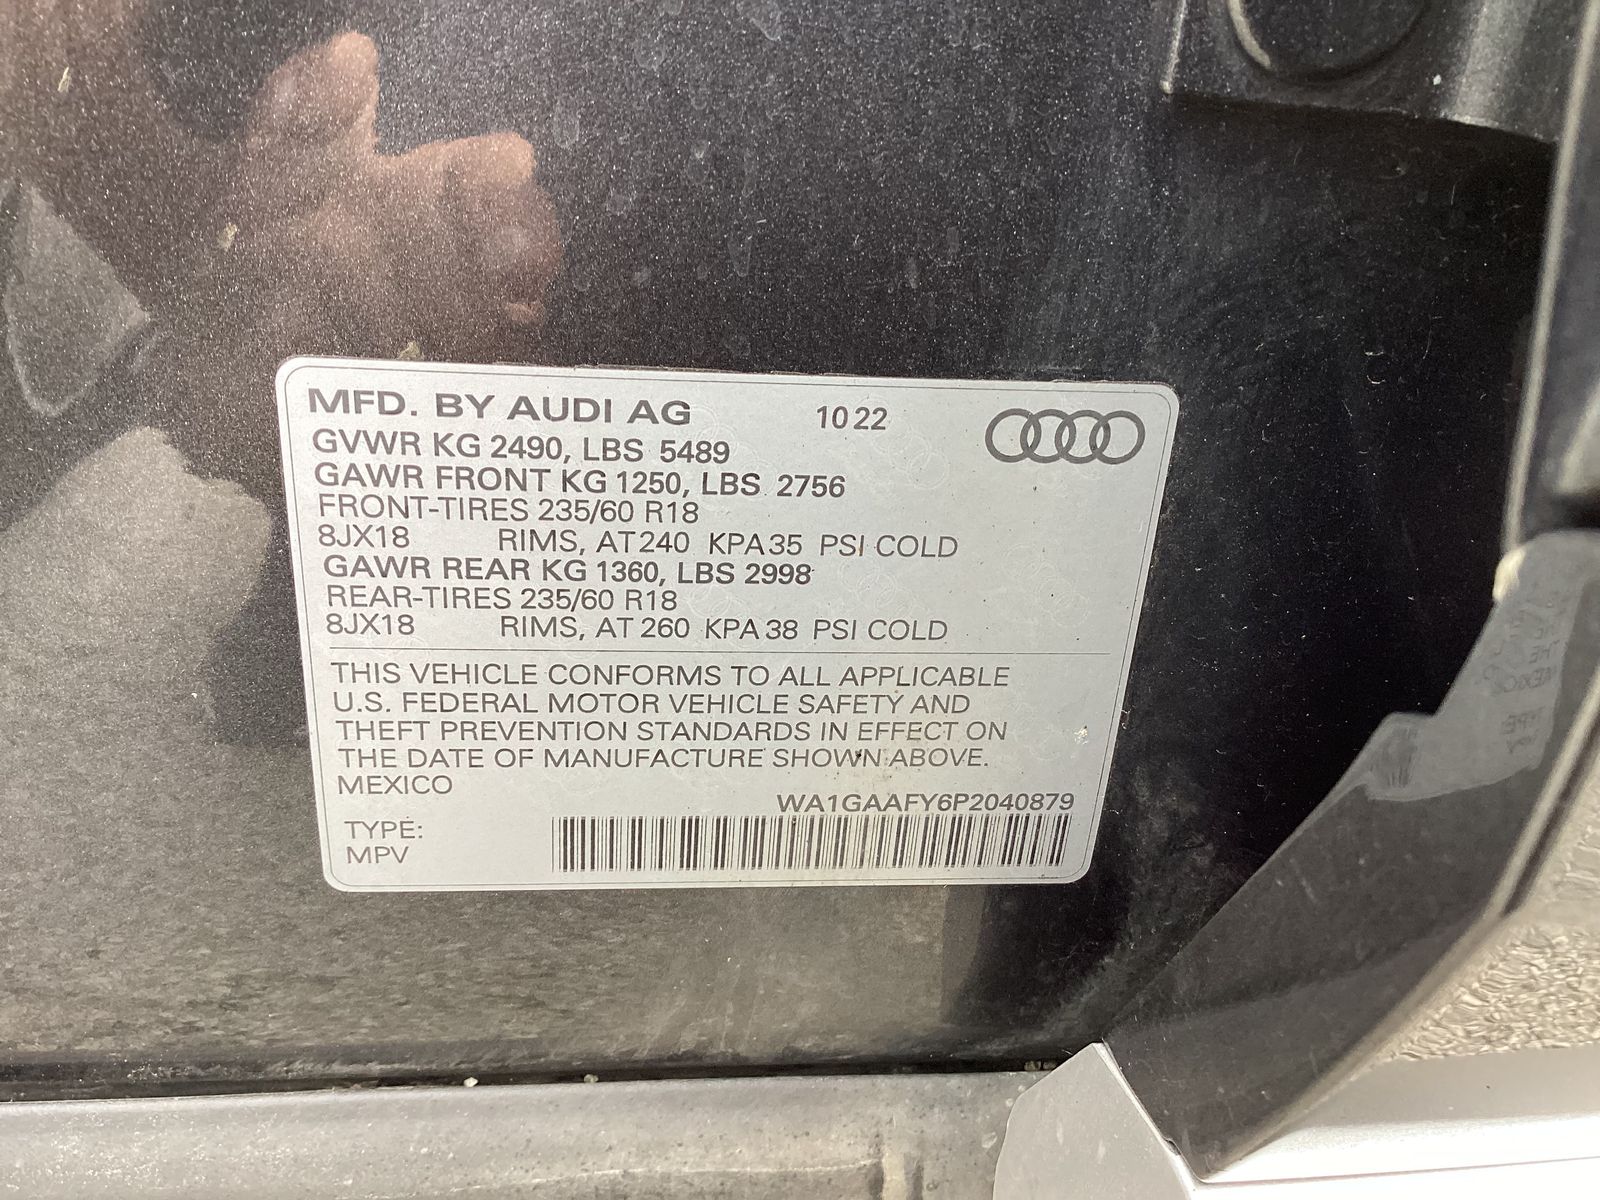 MFD. BY AUDI AG 10 22
GVWR KG 2490, LBS 5489
GAWR FRONT KG 1250, LBS 2756
FRONT-TIRES 235/60 R18
8JX18 RIMS, AT 240 KPA 35 PSI COLD
GAWR REAR KG 1360, LBS 2998
REAR-TIRES 235/60 R18
8JX18 RIMS, AT 260 KPA 38 PSI COLD
THIS VEHICLE CONFORMS TO ALL APPLICABLE
U.S. FEDERAL MOTOR VEHICLE SAFETY AND
THEFT PREVENTION STANDARDS IN EFFECT ON
THE DATE OF MANUFACTURE SHOWN ABOVE.
MEXICO
WA1GAAFY6P2040879
TYPE:
MPV